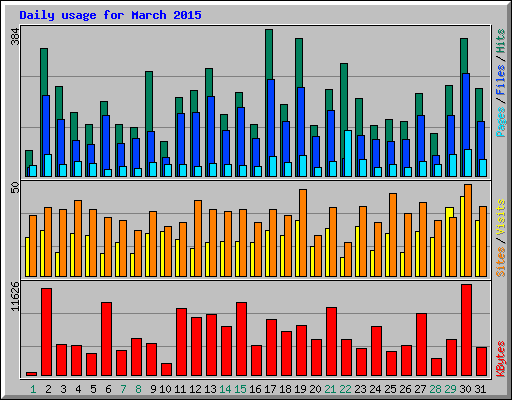 Daily usage for March 2015
384
Pages / Files / Hits
50
Sites / Visits
11626
KBytes
1 2 3 4 5 6 7 8 9 10 11 12 13 14 15 16 17 18 19 20 21 22 23 24 25 26 27 28 29 30 31